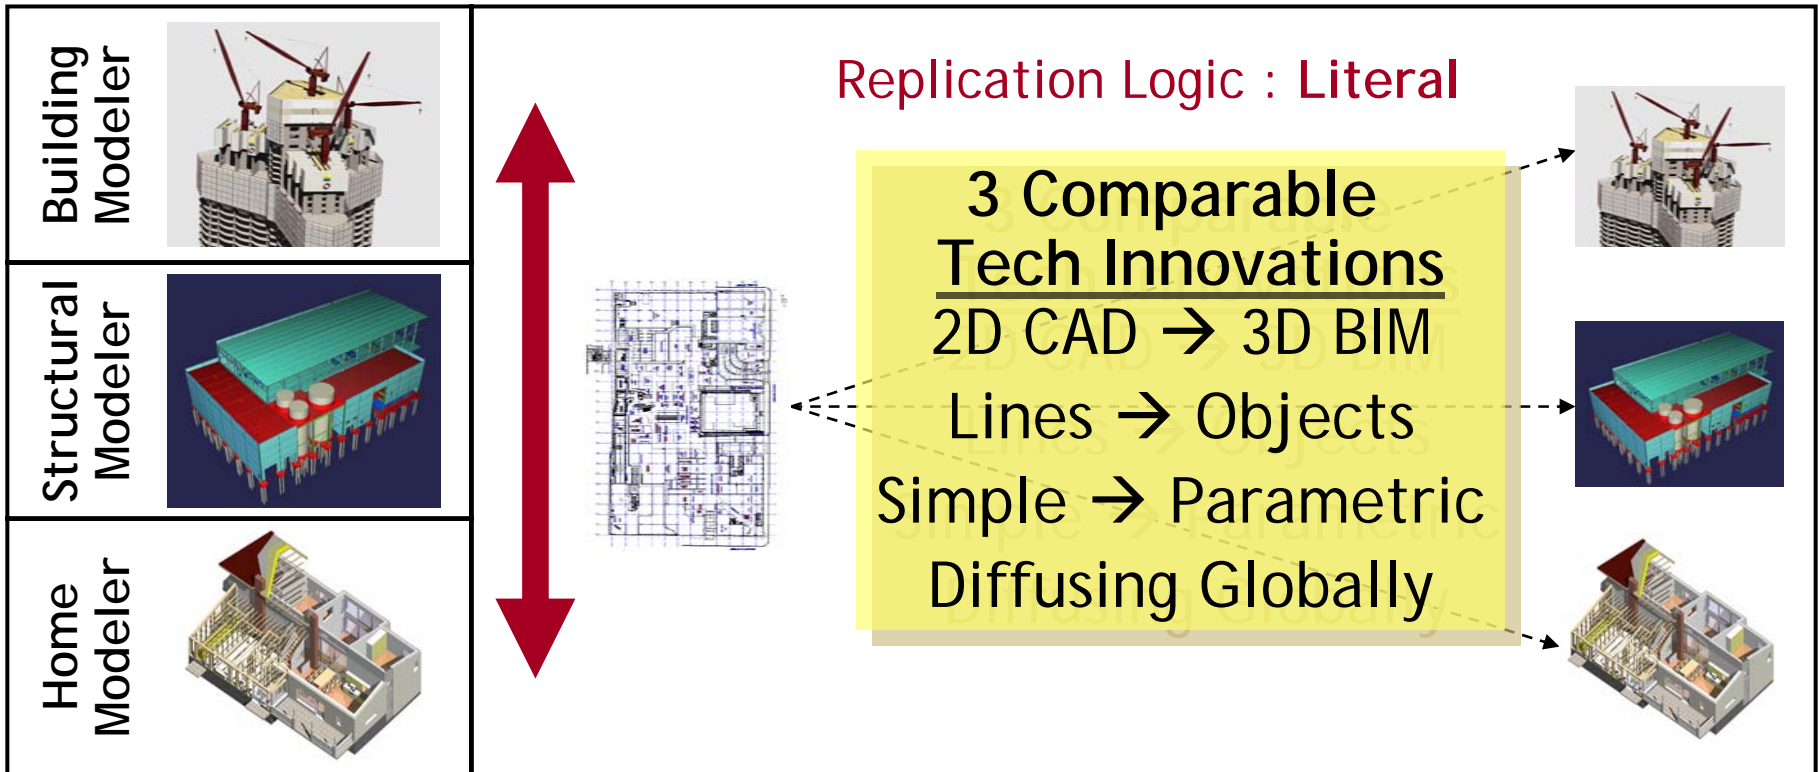 Building
Modeler
Structural
Modeler
Home
Modeler
Replication Logic : Literal
3 Comparable
Tech Innovations
2D CAD → 3D BIM
Lines → Objects
Simple → Parametric
Diffusing Globally